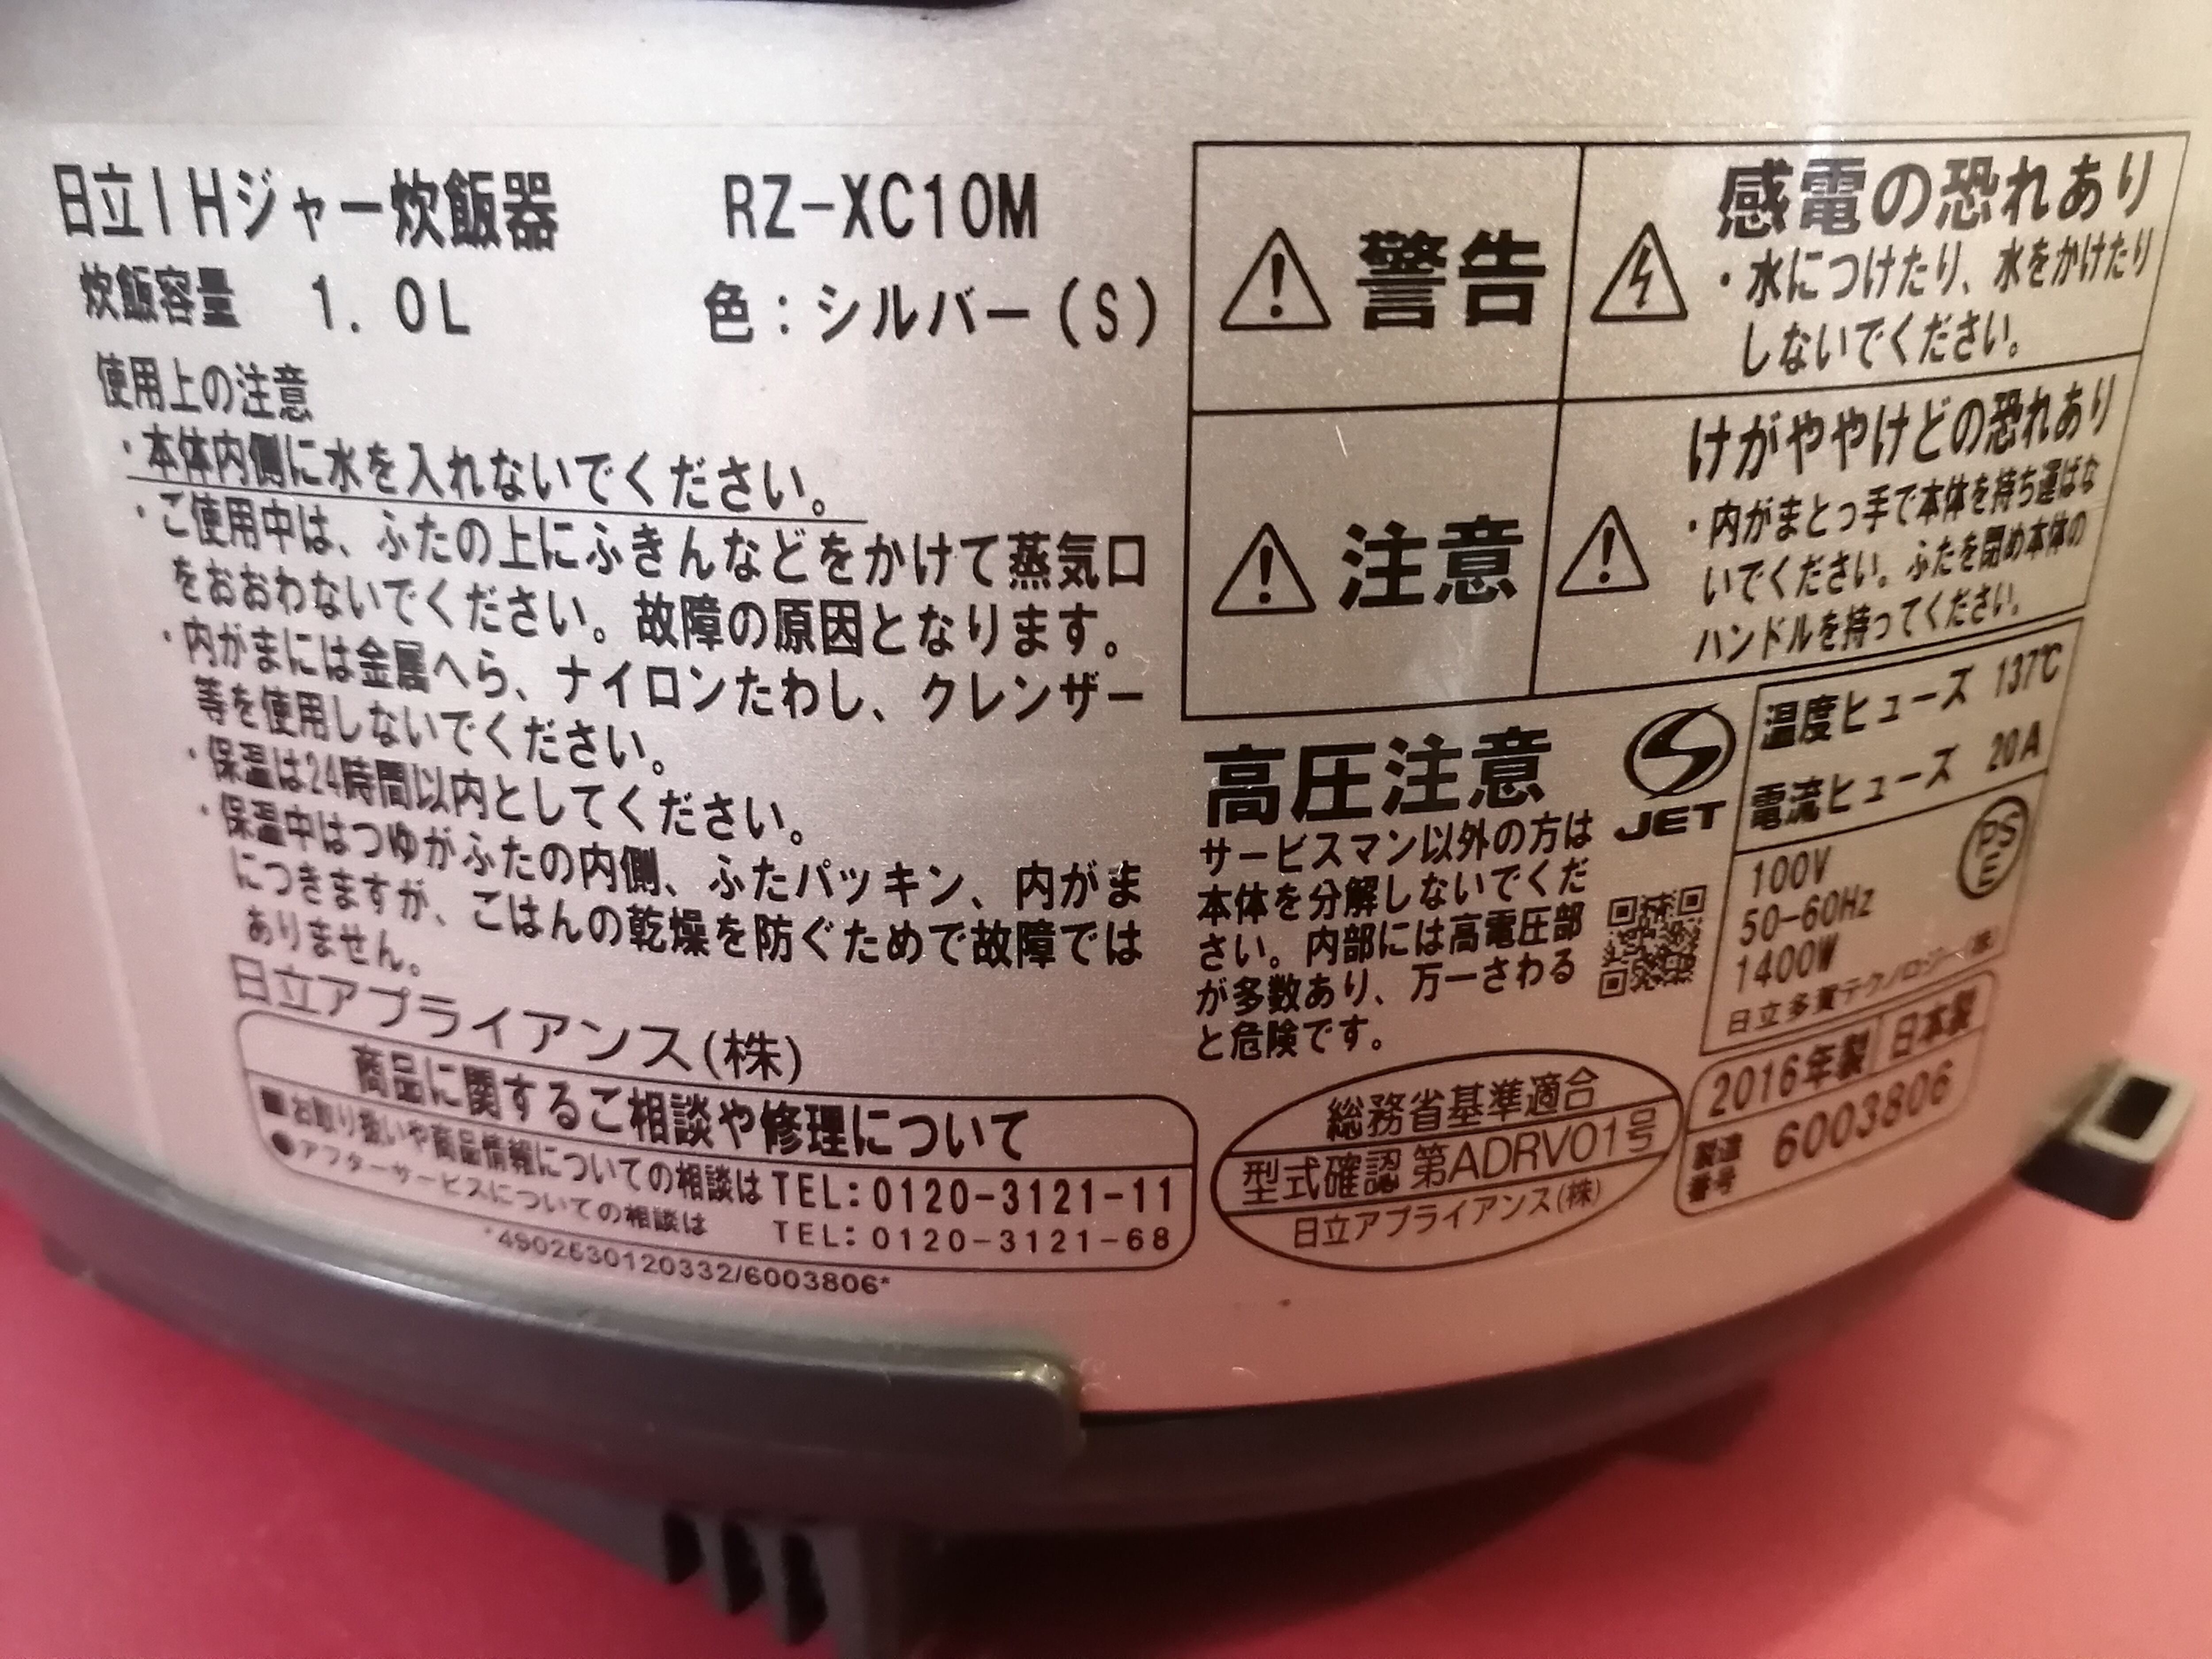 日立IHジャー炊飯器 RZ-XC10M
炊飯容量 1.0L 色:シルバー(S)
使用上の注意
・本体内側に水を入れないでください。
・ご使用中は、ふたの上にふきんなどをかけて蒸気口
をおおわないでください。故障の原因となります。
・内がまには金属へら、ナイロンたわし、クレンザー
等を使用しないでください。
・保温は24時間以内としてください。
・保温中はつゆがふたの内側、ふたパッキン、内がま
につきますが、ごはんの乾燥を防ぐためで故障では
ありません。
日立アプライアンス(株)
商品に関するご相談や修理について
■お取り扱いや商品情報についての相談は TEL:0120-3121-11
●アフターサービスについての相談は TEL:0120-3121-68
*4902530120332/6003806*
警告
感電の恐れあり
・水につけたり、水をかけたり
しないでください。
注意
けがややけどの恐れあり
・内がまとっ手で本体を持ち運ばな
いでください。ふたを閉め本体の
ハンドルを持ってください。
高圧注意
サービスマン以外の方は
本体を分解しないでくだ
さい。内部には高電圧部
が多数あり、万一さわる
と危険です。
JET
温度ヒューズ 137℃
電流ヒューズ 20A
100V
50-60Hz
1400W
PS
E
日立多賀テクノロジー(株)
2016年製 日本製
製造
番号 6003806
総務省基準適合
型式確認 第ADRV01号
日立アプライアンス(株)